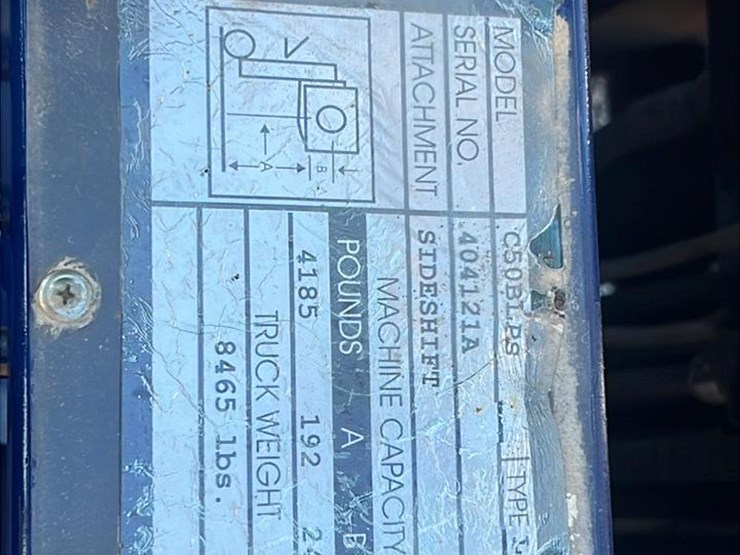 MODEL C50BLPS TYPE
SERIAL NO. 404121A
ATTACHMENT SIDESHIFT
MACHINE CAPACITY
POUNDS A B
4185 192
TRUCK WEIGHT
8465 lbs.
A B